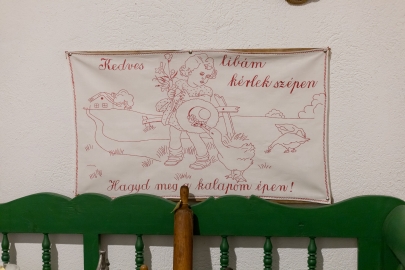 Kedves libám
kérlek szépen
Hagyd meg kalapom épen!